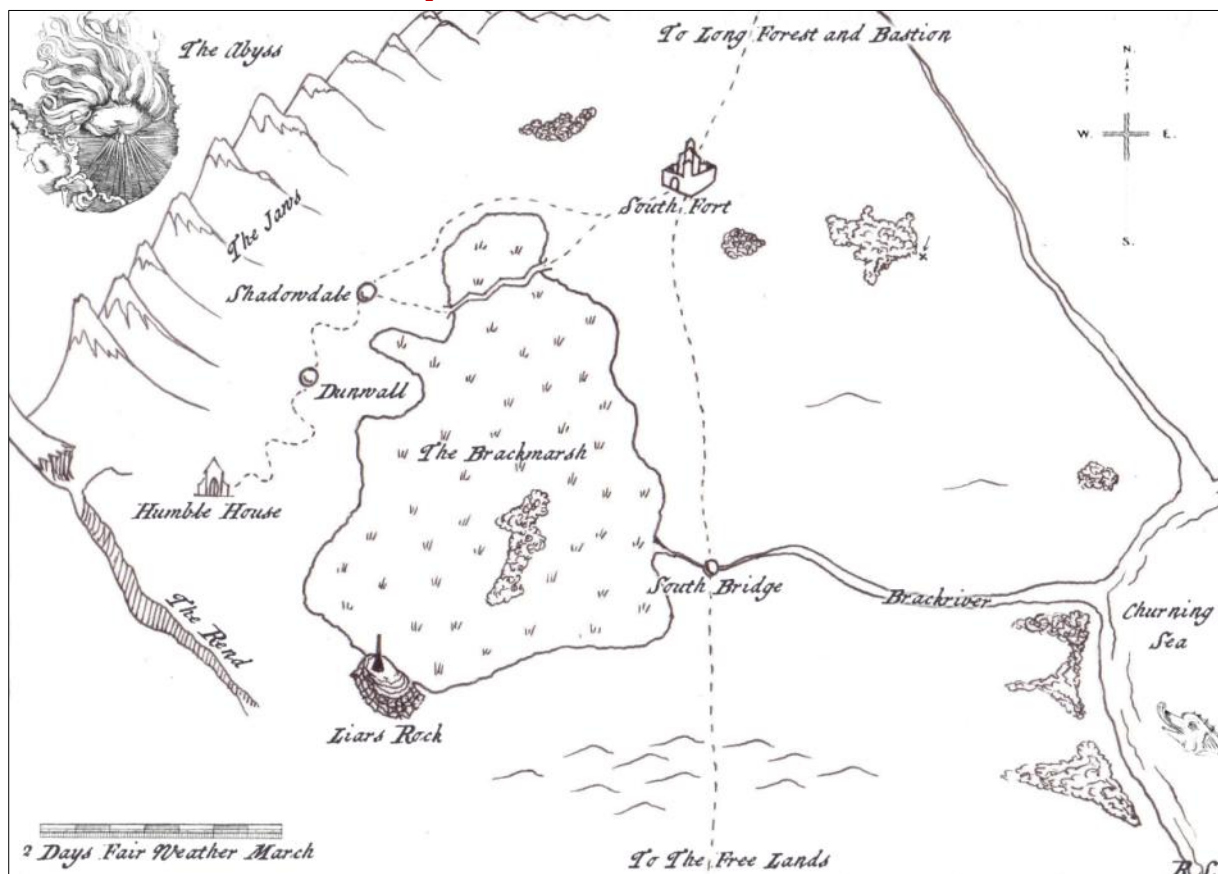 The Abyss
To Long Forest and Bastion
N.
W. E.
S.
The Jaws
South Fort
Shadowdale
Dunwall
The Brackmarsh
Humble House
South Bridge
Brackriver
Churning
Sea
The Rend
Liars Rock
2 Days Fair Weather March
To The Free Lands